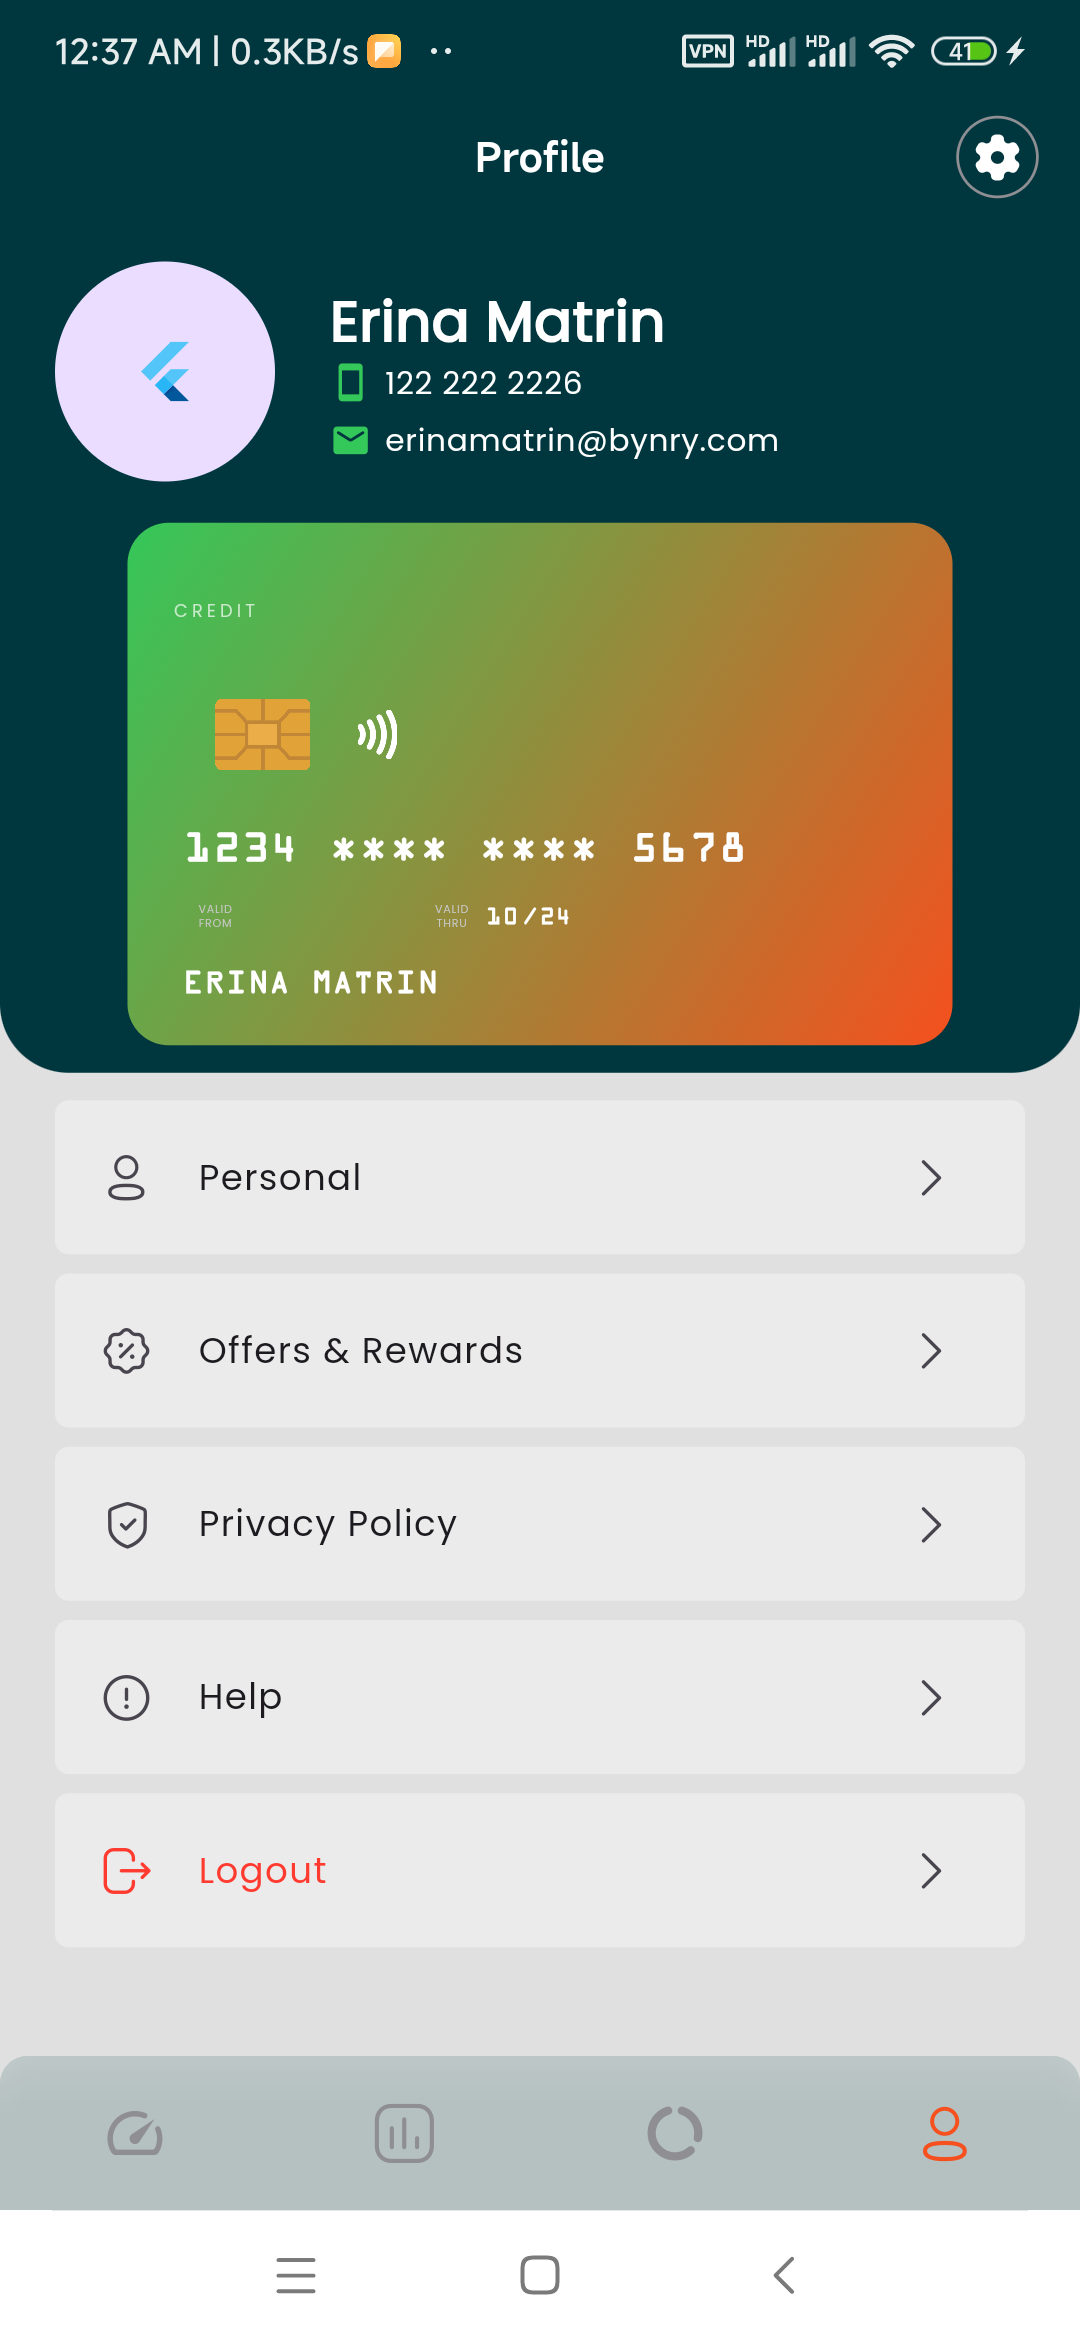 12:37 AM | 0.3KB/s
VPN HD HD 41
Profile
Erina Matrin
122 222 2226
erinamatrin@bynry.com
CREDIT
1234 **** **** 5678
VALID FROM
VALID THRU 10/24
ERINA MATRIN
Personal
Offers & Rewards
Privacy Policy
Help
Logout